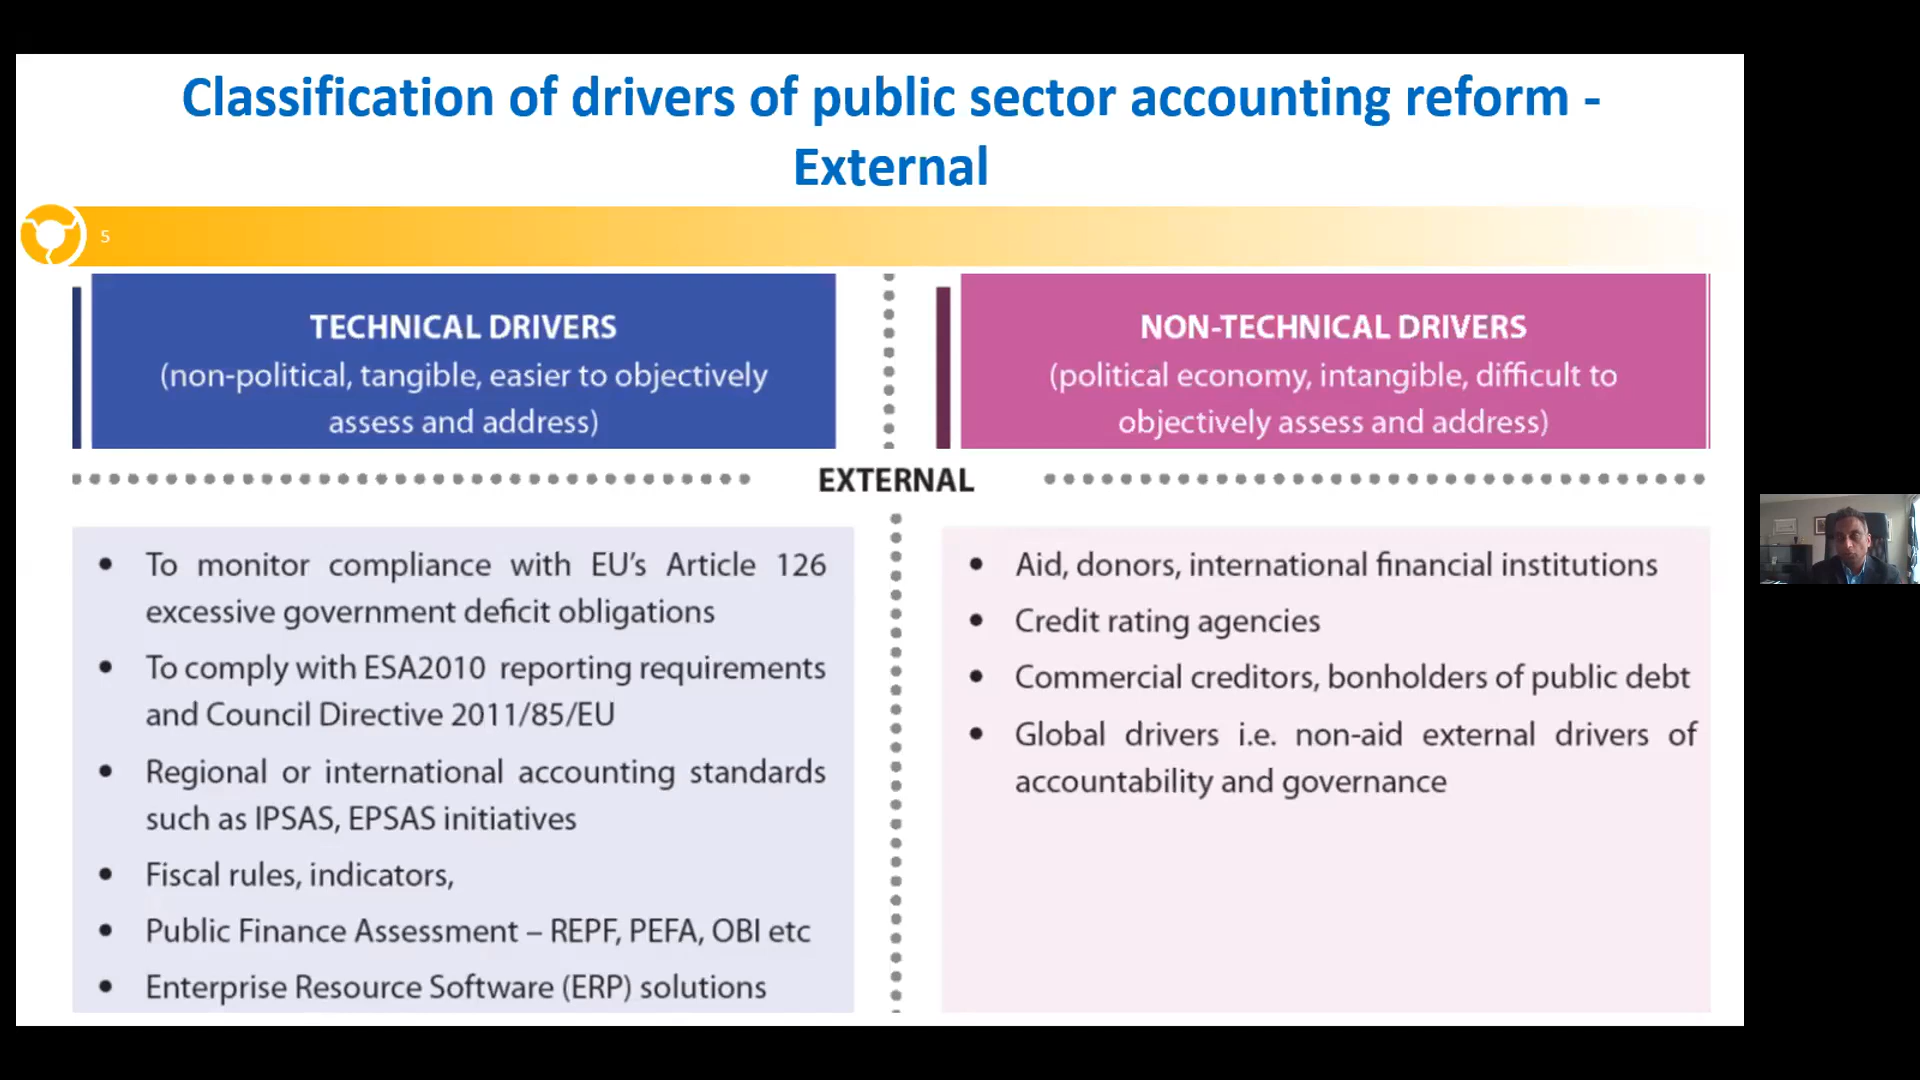 Classification of drivers of public sector accounting reform -
External
5
TECHNICAL DRIVERS
(non-political, tangible, easier to objectively
assess and address)
NON-TECHNICAL DRIVERS
(political economy, intangible, difficult to
objectively assess and address)
EXTERNAL
• To monitor compliance with EU’s Article 126
excessive government deficit obligations
• To comply with ESA2010 reporting requirements
and Council Directive 2011/85/EU
• Regional or international accounting standards
such as IPSAS, EPSAS initiatives
• Fiscal rules, indicators,
• Public Finance Assessment – REPF, PEFA, OBI etc
• Enterprise Resource Software (ERP) solutions
• Aid, donors, international financial institutions
• Credit rating agencies
• Commercial creditors, bonholders of public debt
• Global drivers i.e. non-aid external drivers of
accountability and governance